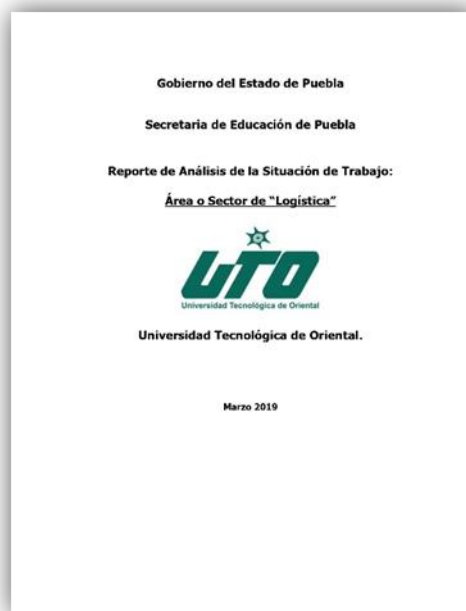 Gobierno del Estado de Puebla
Secretaria de Educación de Puebla
Reporte de Análisis de la Situación de Trabajo:
Área o Sector de “Logística”
UTO
Universidad Tecnológica de Oriental
Universidad Tecnológica de Oriental.
Marzo 2019